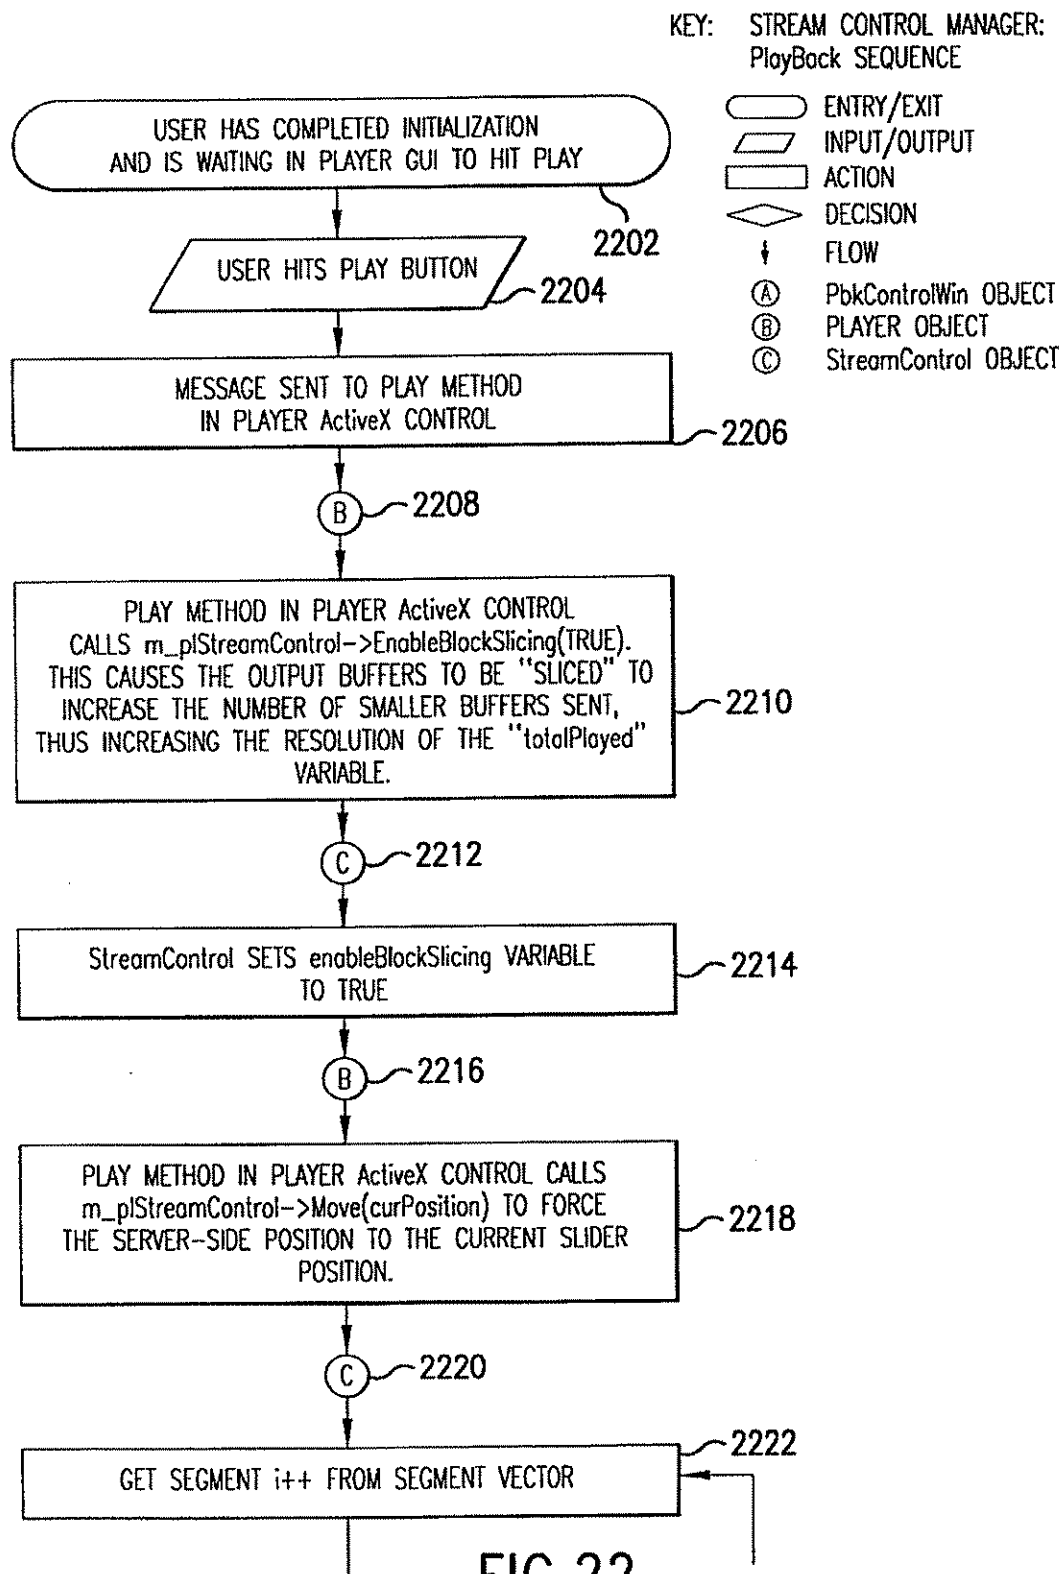 KEY: STREAM CONTROL MANAGER:
PlayBack SEQUENCE
ENTRY/EXIT
INPUT/OUTPUT
ACTION
DECISION
FLOW
A PbkControlWin OBJECT
B PLAYER OBJECT
C StreamControl OBJECT
USER HAS COMPLETED INITIALIZATION
AND IS WAITING IN PLAYER GUI TO HIT PLAY
2202
USER HITS PLAY BUTTON
2204
MESSAGE SENT TO PLAY METHOD
IN PLAYER ActiveX CONTROL
2206
B 2208
PLAY METHOD IN PLAYER ActiveX CONTROL
CALLS m_plStreamControl->EnableBlockSlicing(TRUE).
THIS CAUSES THE OUTPUT BUFFERS TO BE "SLICED" TO
INCREASE THE NUMBER OF SMALLER BUFFERS SENT,
THUS INCREASING THE RESOLUTION OF THE "totalPlayed"
VARIABLE.
2210
C 2212
StreamControl SETS enableBlockSlicing VARIABLE
TO TRUE
2214
B 2216
PLAY METHOD IN PLAYER ActiveX CONTROL CALLS
m_plStreamControl->Move(curPosition) TO FORCE
THE SERVER-SIDE POSITION TO THE CURRENT SLIDER
POSITION.
2218
C 2220
GET SEGMENT i++ FROM SEGMENT VECTOR
2222
FIG.22